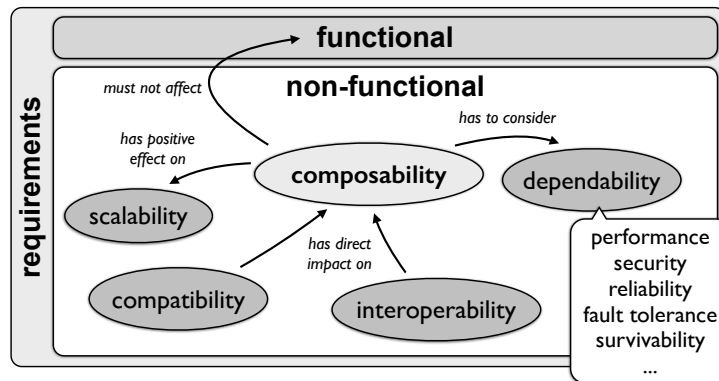 requirements
functional
non-functional
must not affect
has to consider
has positive
effect on
composability
dependability
scalability
has direct
impact on
compatibility
interoperability
performance
security
reliability
fault tolerance
survivability
...